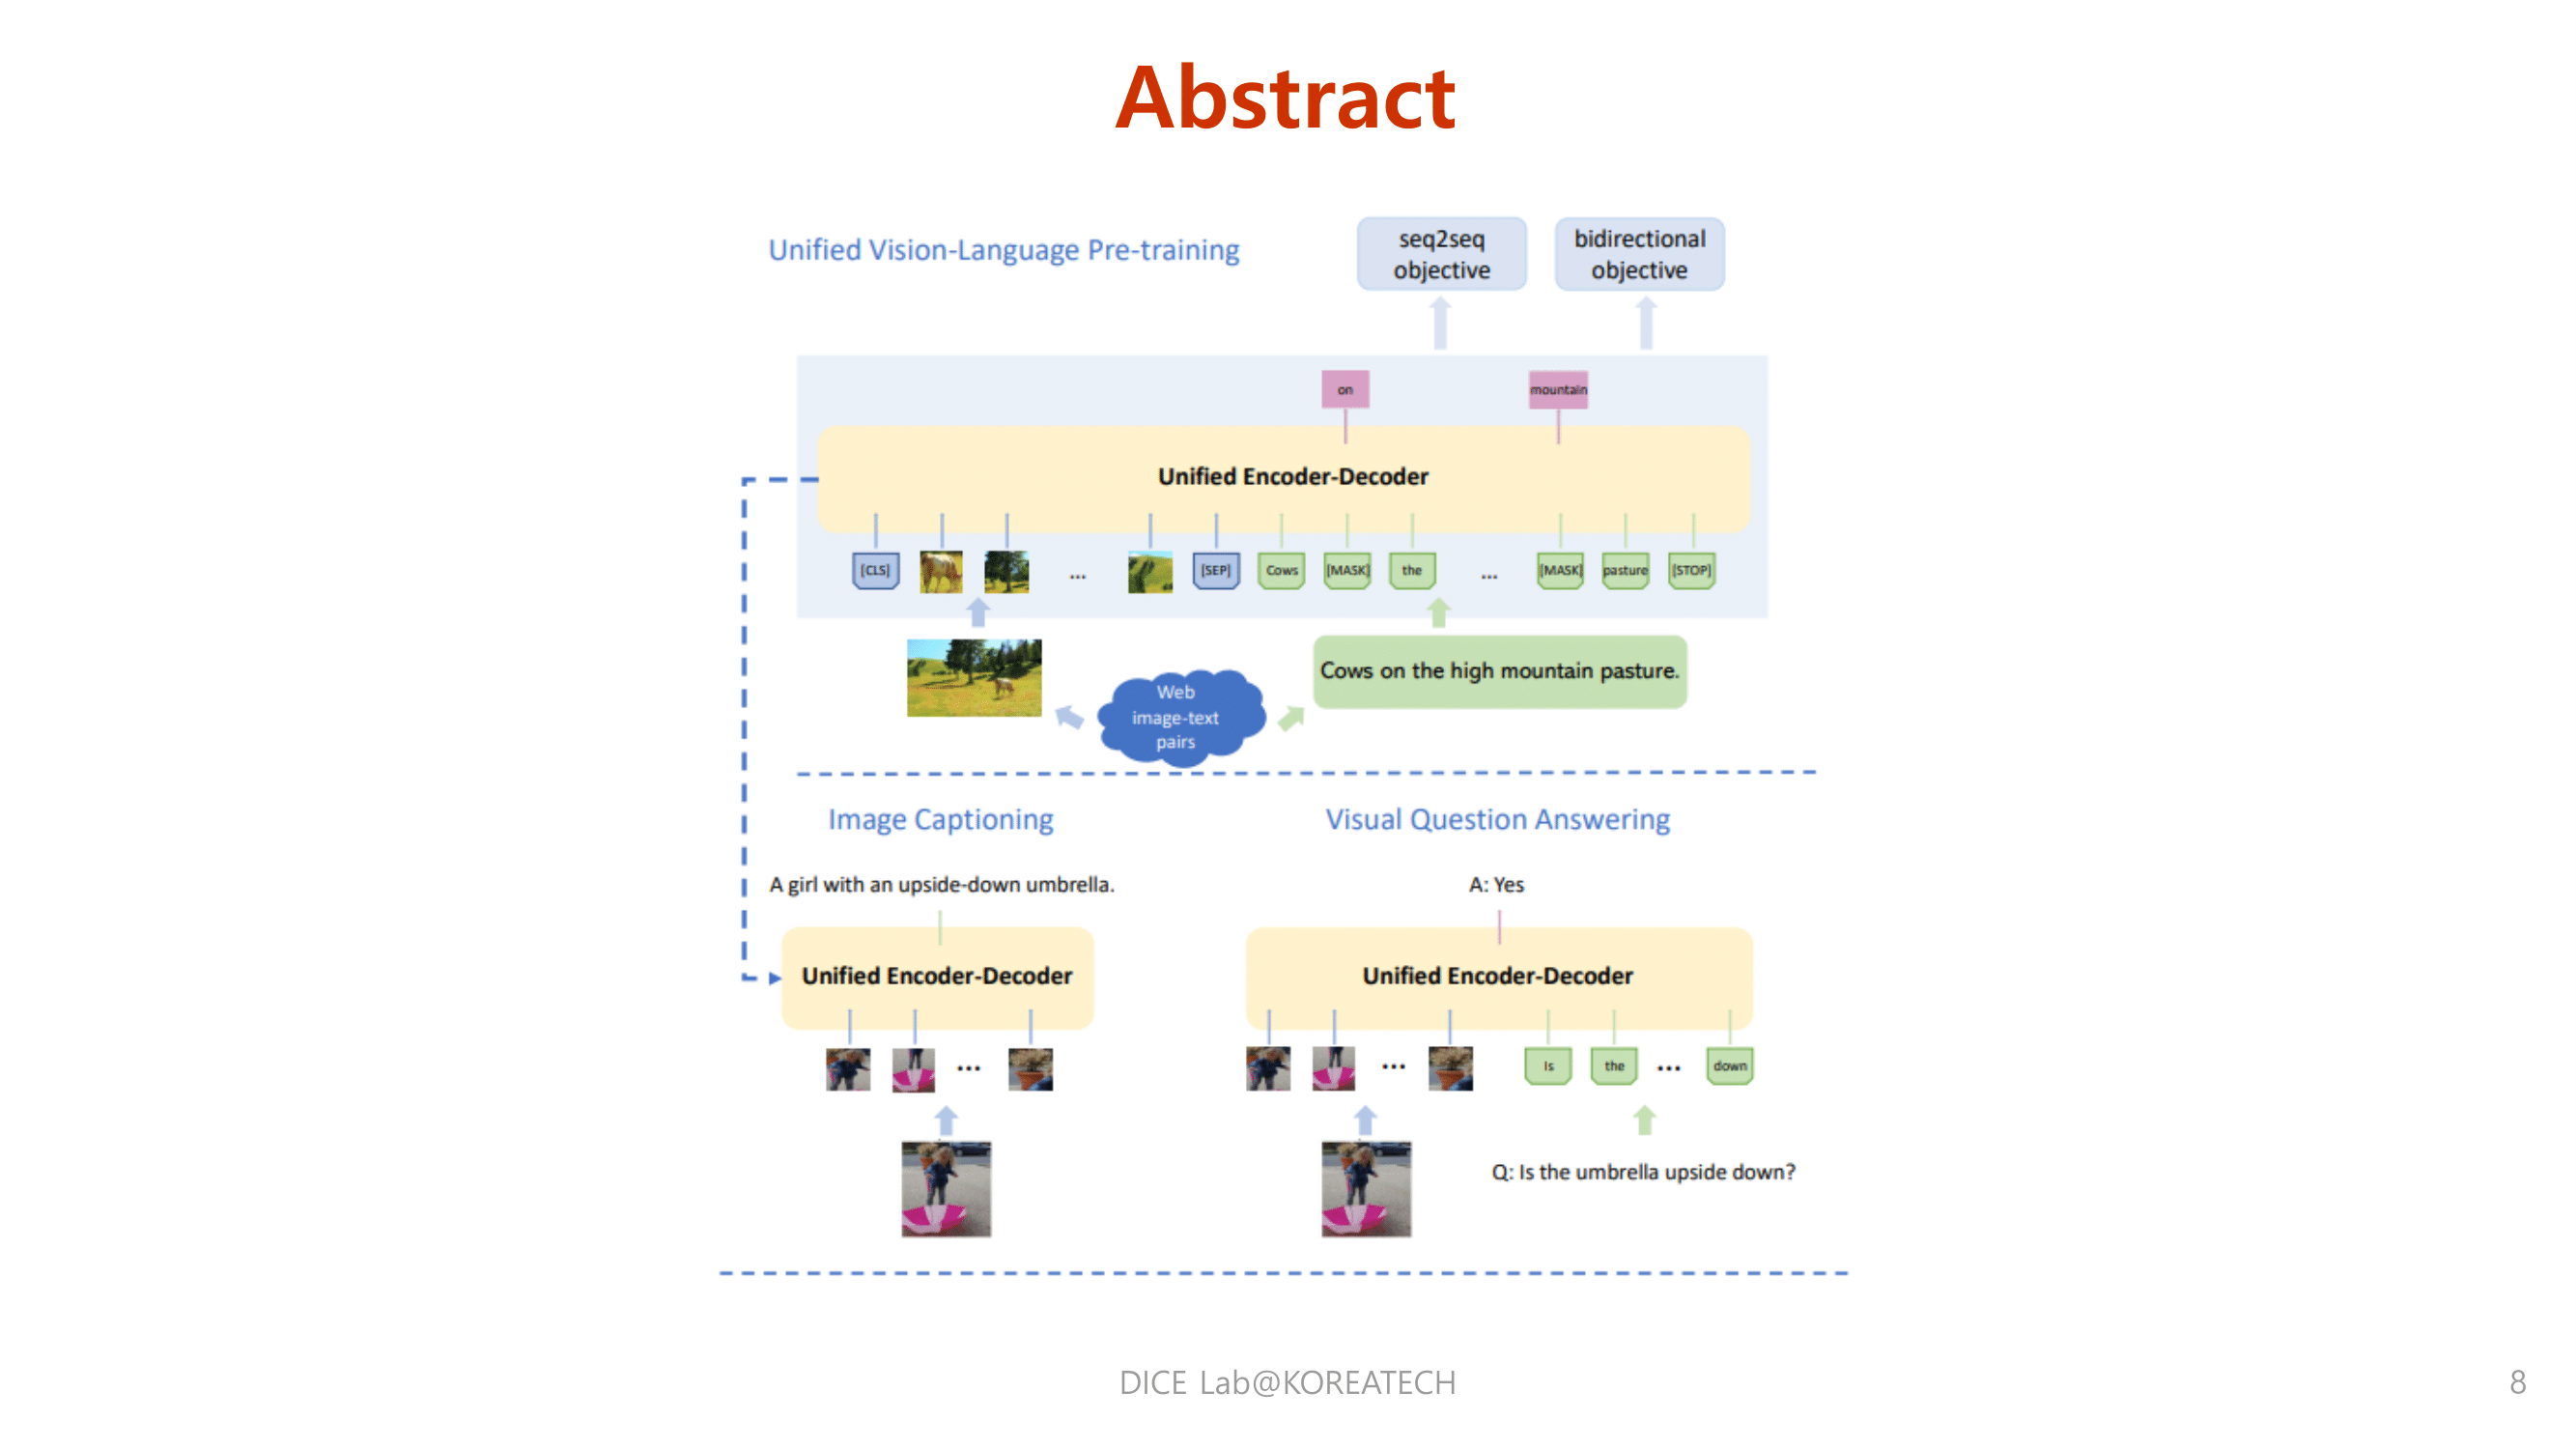 Abstract
Unified Vision-Language Pre-training
seq2seq
objective
bidirectional
objective
on
mountain
Unified Encoder-Decoder
[CLS]
...
[SEP]
Cows
[MASK]
the
...
[MASK]
pasture
[STOP]
Cows on the high mountain pasture.
Web
image-text
pairs
Image Captioning
Visual Question Answering
A girl with an upside-down umbrella.
A: Yes
Unified Encoder-Decoder
Unified Encoder-Decoder
...
...
Is
the
...
down
Q: Is the umbrella upside down?
DICE Lab@KOREATECH
8